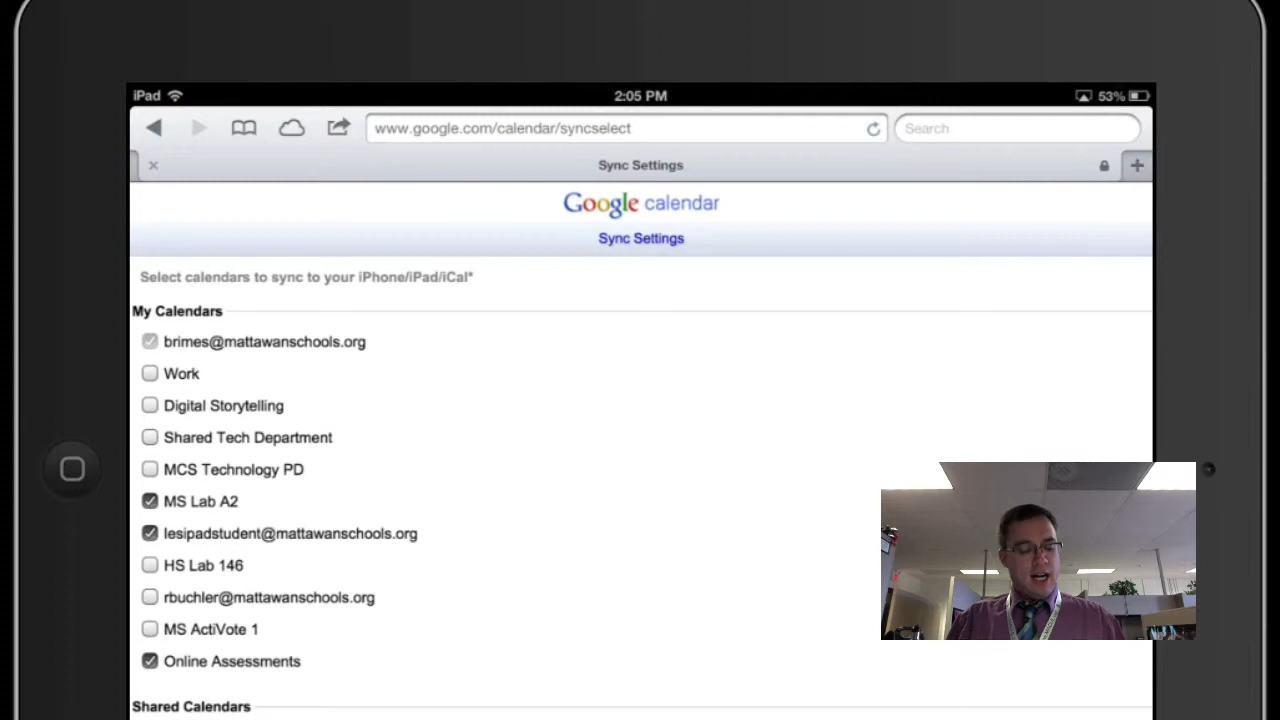 iPad 2:05 PM 53%
www.google.com/calendar/syncselect Search
Sync Settings
Google calendar
Sync Settings
Select calendars to sync to your iPhone/iPad/iCal*
My Calendars
brimes@mattawanschools.org
Work
Digital Storytelling
Shared Tech Department
MCS Technology PD
MS Lab A2
lesipadstudent@mattawanschools.org
HS Lab 146
rbuchler@mattawanschools.org
MS ActiVote 1
Online Assessments
Shared Calendars